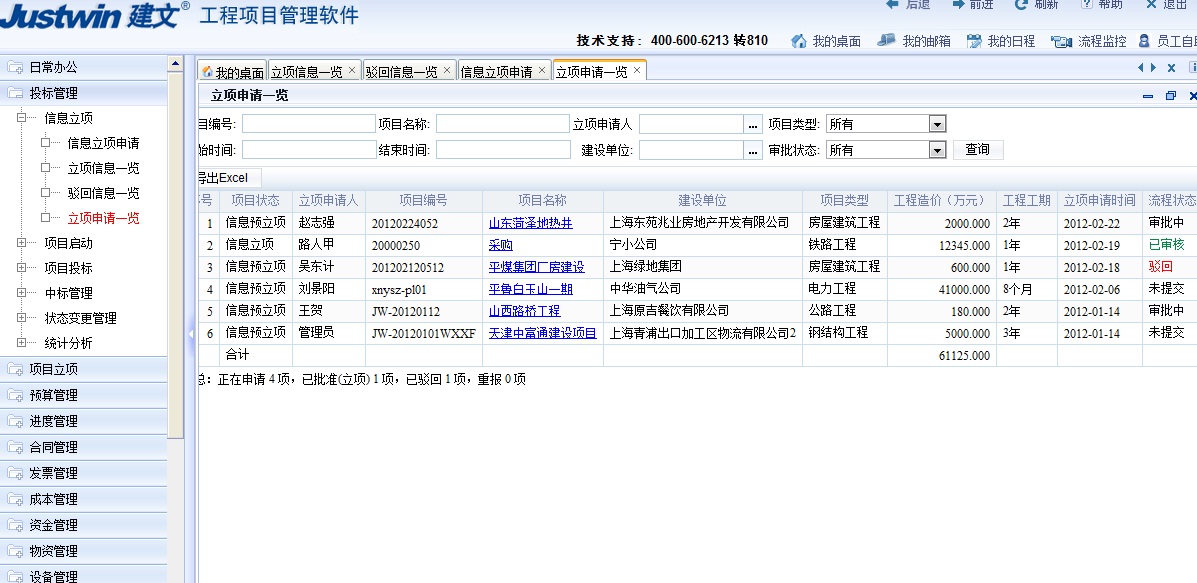 Justwin 建文® 工程项目管理软件
后退 前进 刷新 帮助 退出
技术支持: 400-600-6213 转810 我的桌面 我的邮箱 我的日程 流程监控 员工自
日常办公
投标管理
信息立项
信息立项申请
立项信息一览
驳回信息一览
立项申请一览
项目启动
项目投标
中标管理
状态变更管理
统计分析
项目立项
预算管理
进度管理
合同管理
发票管理
成本管理
资金管理
物资管理
设备管理
我的桌面 立项信息一览 × 驳回信息一览 × 信息立项申请 × 立项申请一览 ×
立项申请一览
目编号: 项目名称: 立项申请人 ... 项目类型: 所有
始时间: 结束时间: 建设单位: ... 审批状态: 所有 查询
导出Excel
号 项目状态 立项申请人 项目编号 项目名称 建设单位 项目类型 工程造价（万元） 工程工期 立项申请时间 流程状态
1 信息预立项 赵志强 20120224052 山东菏泽地热井 上海东苑兆业房地产开发有限公司 房屋建筑工程 2000.000 2年 2012-02-22 审批中
2 信息立项 路人甲 20000250 采购 宁小公司 铁路工程 12345.000 1年 2012-02-19 已审核
3 信息预立项 吴东计 201202120512 平煤集团厂房建设 上海绿地集团 房屋建筑工程 600.000 1年 2012-02-18 驳回
4 信息预立项 刘景阳 xnysz-pl01 平鲁白玉山一期 中华油气公司 电力工程 41000.000 8个月 2012-02-06 未提交
5 信息预立项 王贺 JW-20120112 山西路桥工程 上海原吉餐饮有限公司 公路工程 180.000 2年 2012-01-14 审批中
6 信息预立项 管理员 JW-20120101WXXF 天津中富通建设项目 上海青浦出口加工区物流有限公司2 钢结构工程 5000.000 3年 2012-01-14 未提交
合计 61125.000
总: 正在申请 4 项，已批准(立项) 1 项，已驳回 1 项，重报 0 项